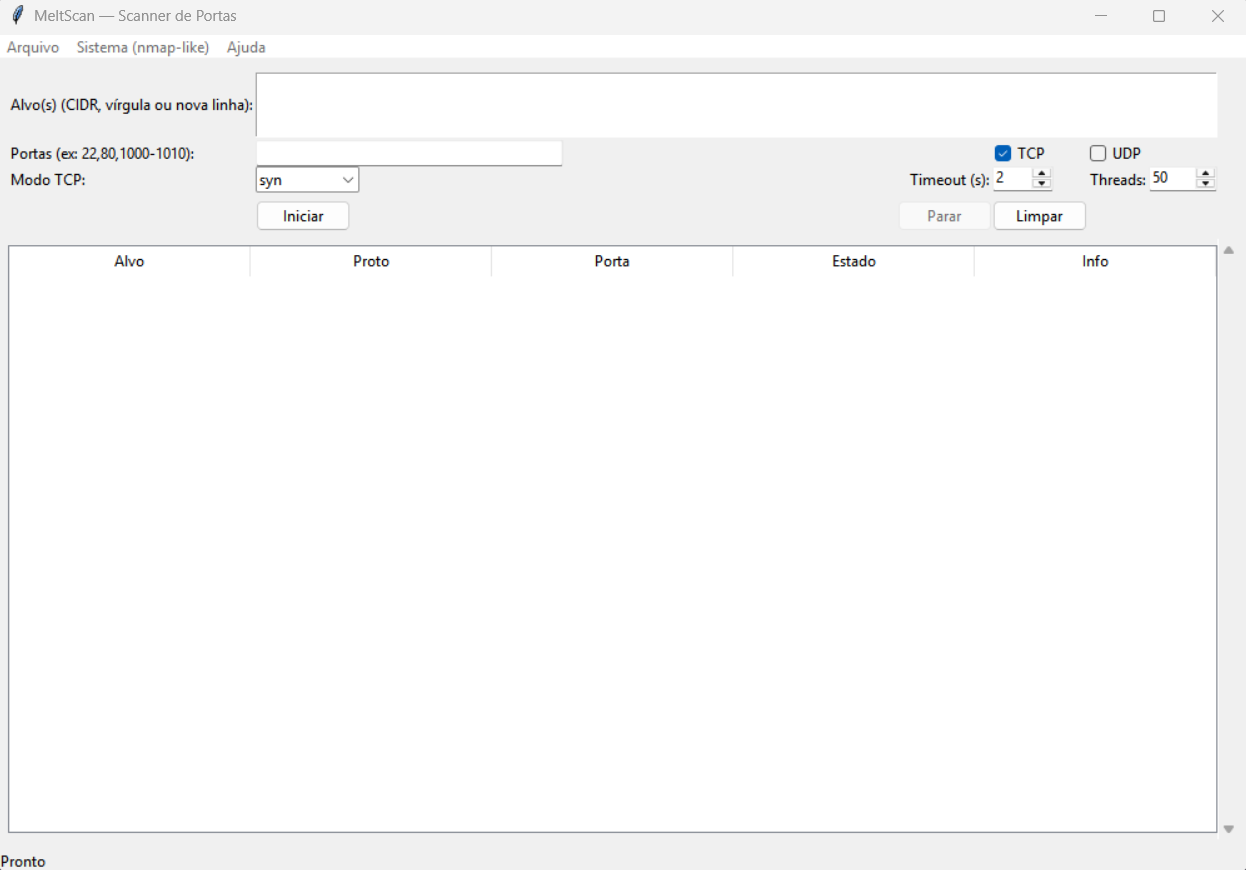 MeltScan — Scanner de Portas
Arquivo Sistema (nmap-like) Ajuda
Alvo(s) (CIDR, vírgula ou nova linha):
Portas (ex: 22,80,1000-1010): TCP UDP
Modo TCP: syn Timeout (s): 2 Threads: 50
Iniciar Parar Limpar
Alvo Proto Porta Estado Info
Pronto